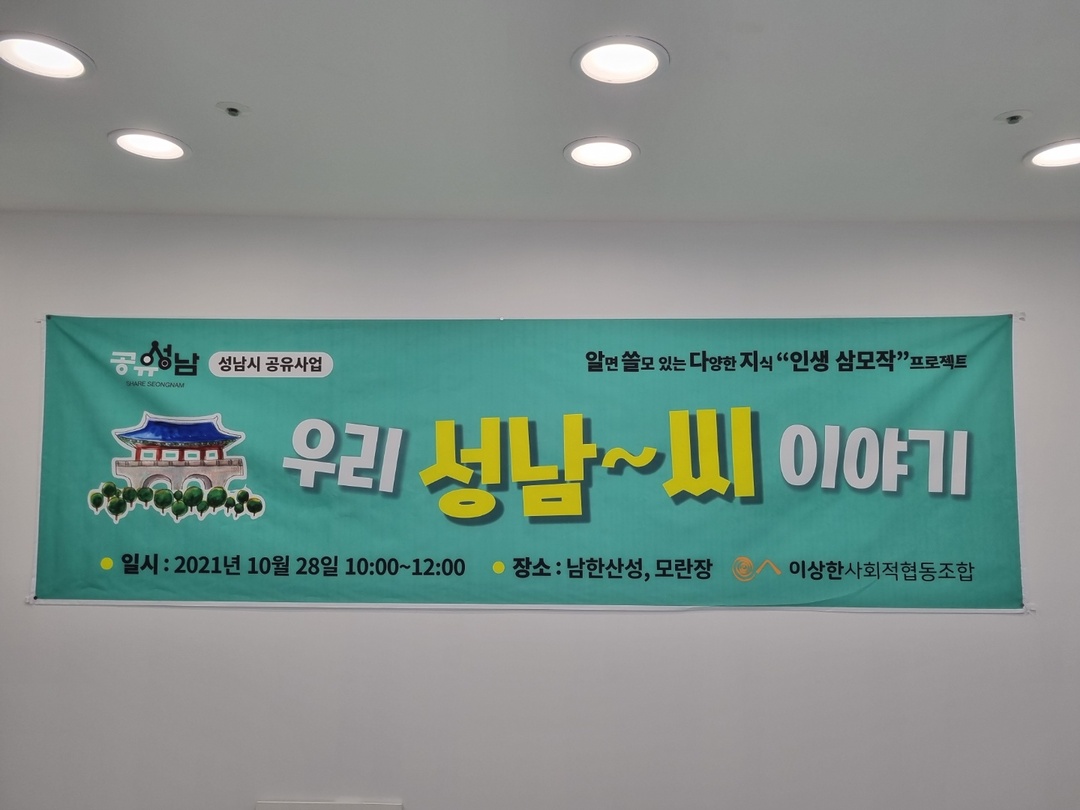 공유성남
SHARE SEONGNAM
성남시 공유사업
알면 쓸모 있는 다양한 지식 “인생 삼모작”프로젝트
우리 성남~씨 이야기
일시 : 2021년 10월 28일 10:00~12:00
장소 : 남한산성, 모란장
이상한사회적협동조합